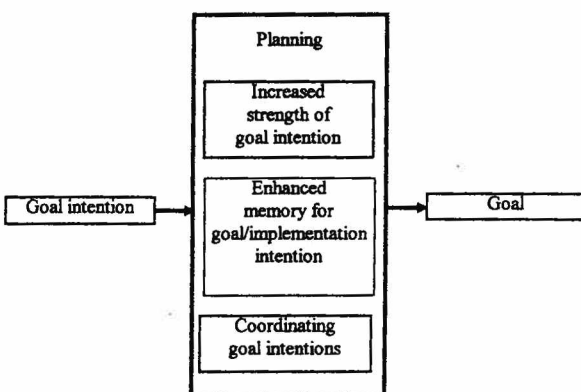 Planning
Increased
strength of
goal intention
Goal intention
Enhanced
memory for
goal/implementation
intention
Goal
Coordinating
goal intentions